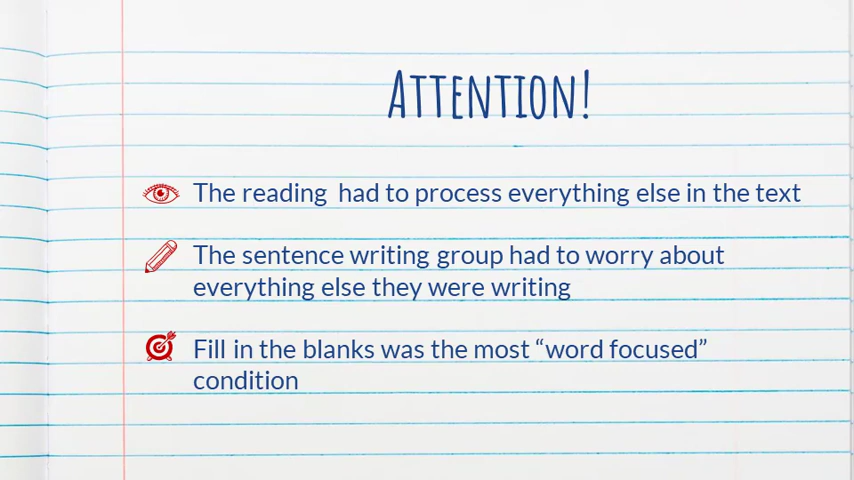 ATTENTION!
The reading  had to process everything else in the text
The sentence writing group had to worry about
everything else they were writing
Fill in the blanks was the most “word focused”
condition